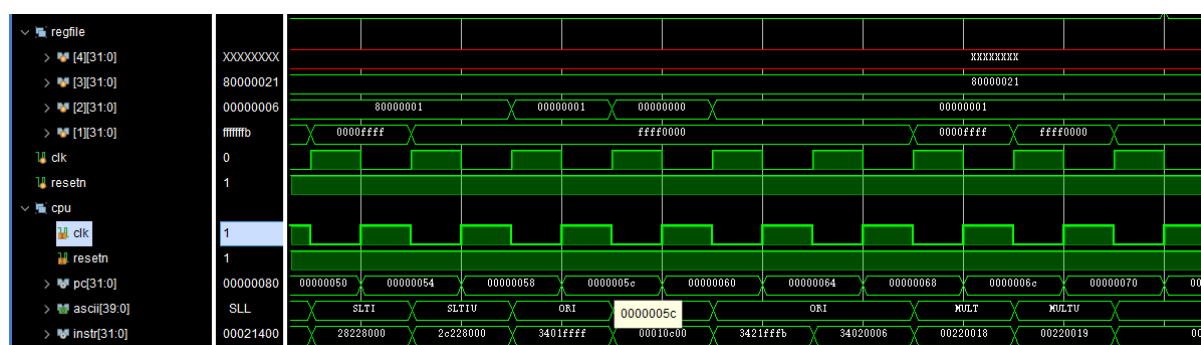 regfile
[4][31:0] XXXXXXXX XXXXXXXX
[3][31:0] 80000021 80000021
[2][31:0] 00000006 80000001 00000001 00000000 00000001
[1][31:0] fffffffb 0000ffff ffff0000 0000ffff ffff0000
clk 0
resetn 1
cpu
clk 1
resetn 1
pc[31:0] 00000080 00000050 00000054 00000058 0000005c 00000060 00000064 00000068 0000006c 00000070 00
ascii[39:0] SLL SLTI SLTIU ORI 0000005c ORI MULT MULTU
instr[31:0] 00021400 28228000 2c228000 3401ffff 00010c00 3421fffb 34020006 00220018 00220019 00